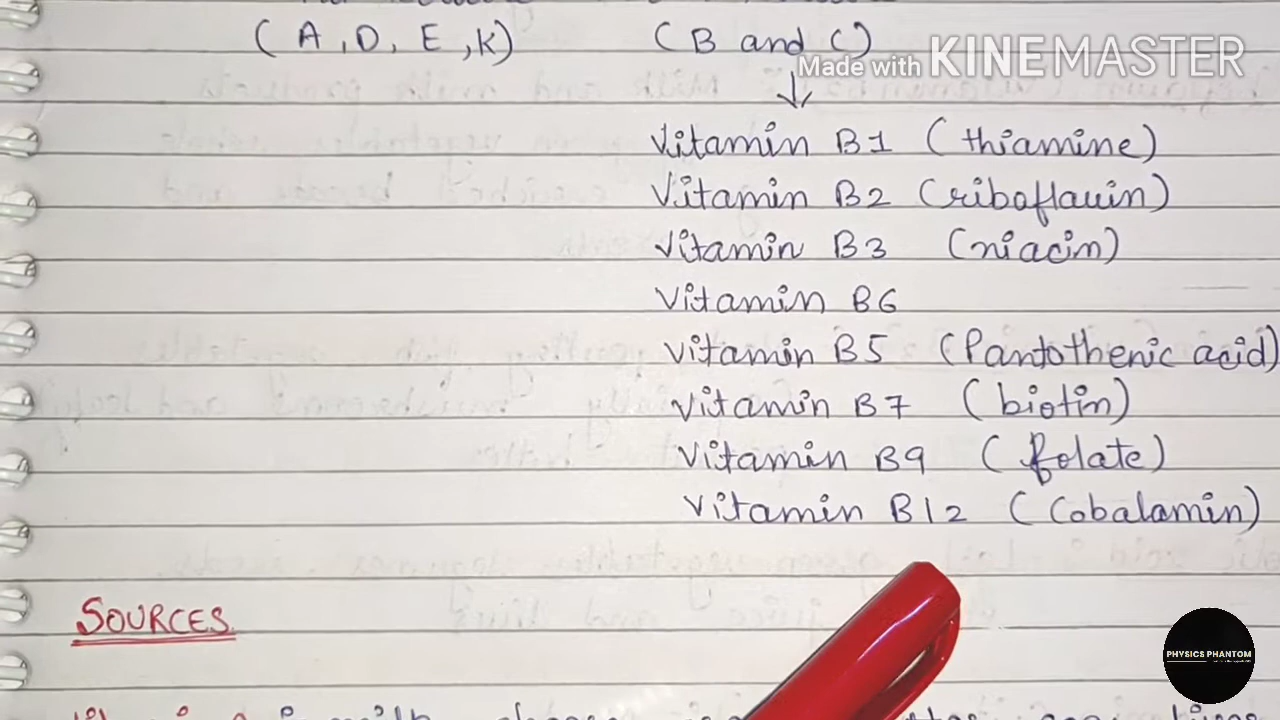 (A, D, E, K) (B and C)
Made with KINEMASTER
Vitamin B1 (thiamine)
Vitamin B2 (riboflavin)
Vitamin B3 (niacin)
Vitamin B6
Vitamin B5 (Pantothenic acid)
Vitamin B7 (biotin)
Vitamin B9 (folate)
Vitamin B12 (Cobalamin)
SOURCES
PHYSICS PHANTOM